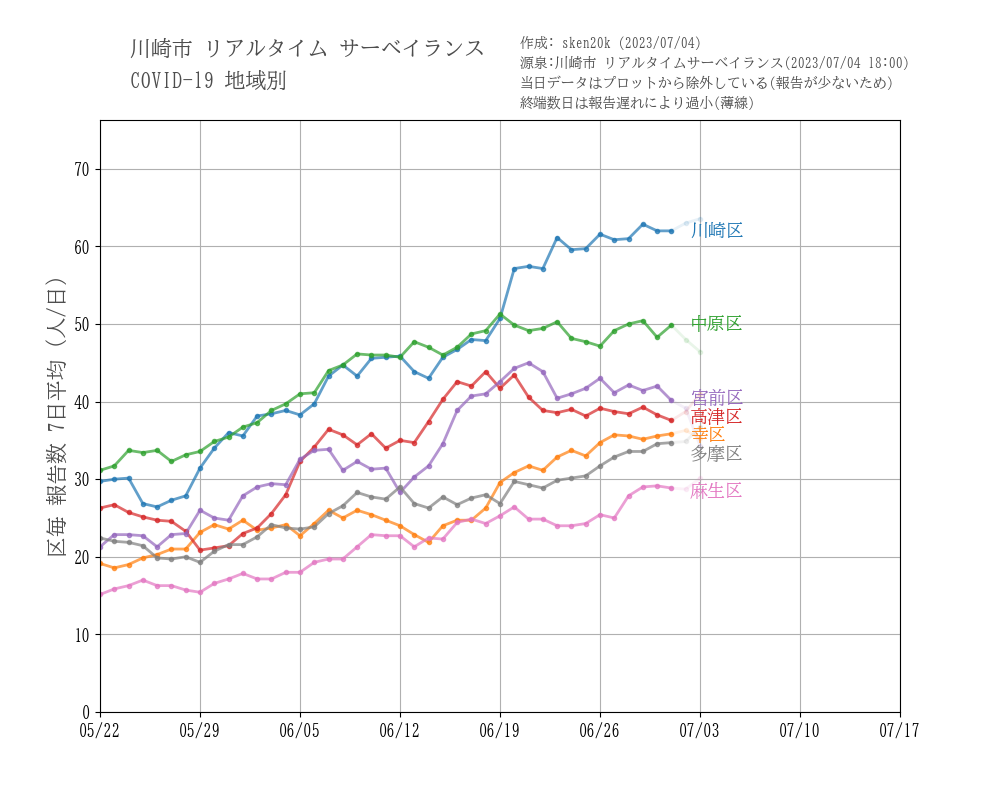 川崎市 リアルタイム サーベイランス
COVID-19 地域別
作成: sken20k (2023/07/04)
源泉:川崎市 リアルタイムサーベイランス(2023/07/04 18:00)
当日データはプロットから除外している(報告が少ないため)
終端数日は報告遅れにより過小(薄線)
区毎 報告数 7日平均 (人/日)
70
60
50
40
30
20
10
0
川崎区
中原区
宮前区
高津区
幸区
多摩区
麻生区
05/22
05/29
06/05
06/12
06/19
06/26
07/03
07/10
07/17